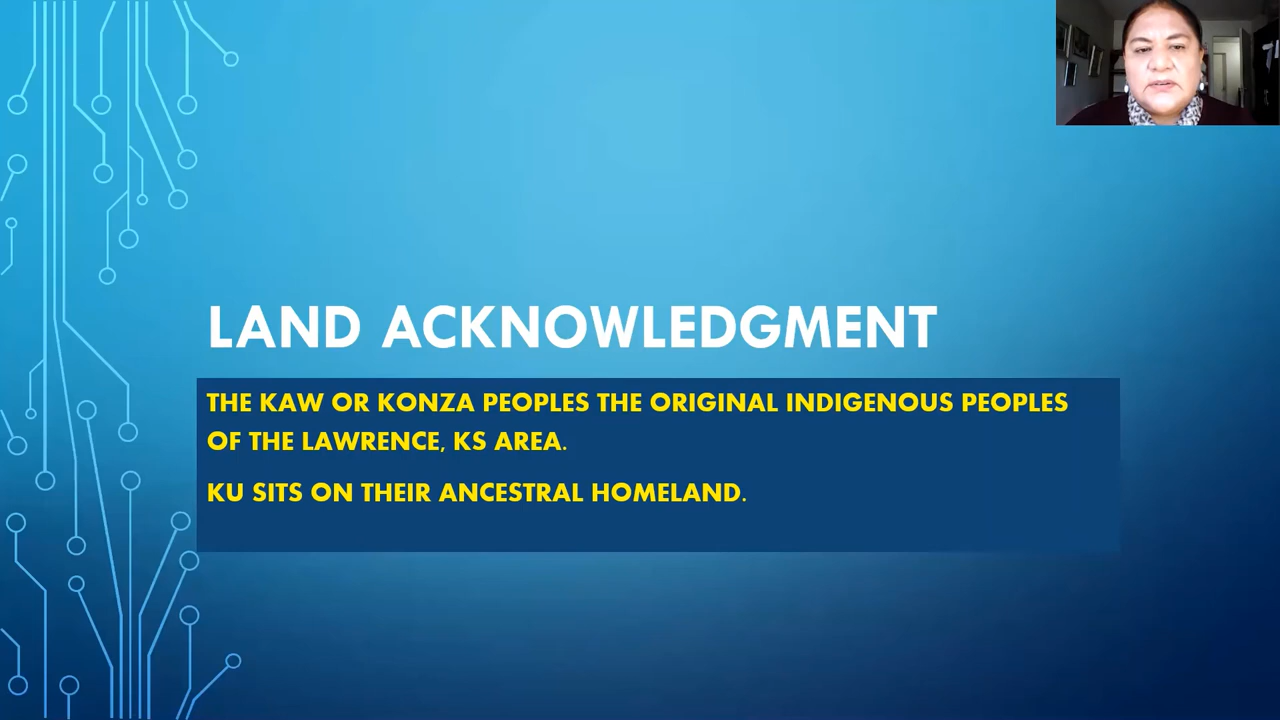 LAND ACKNOWLEDGMENT
THE KAW OR KONZA PEOPLES THE ORIGINAL INDIGENOUS PEOPLES
OF THE LAWRENCE, KS AREA.
KU SITS ON THEIR ANCESTRAL HOMELAND.